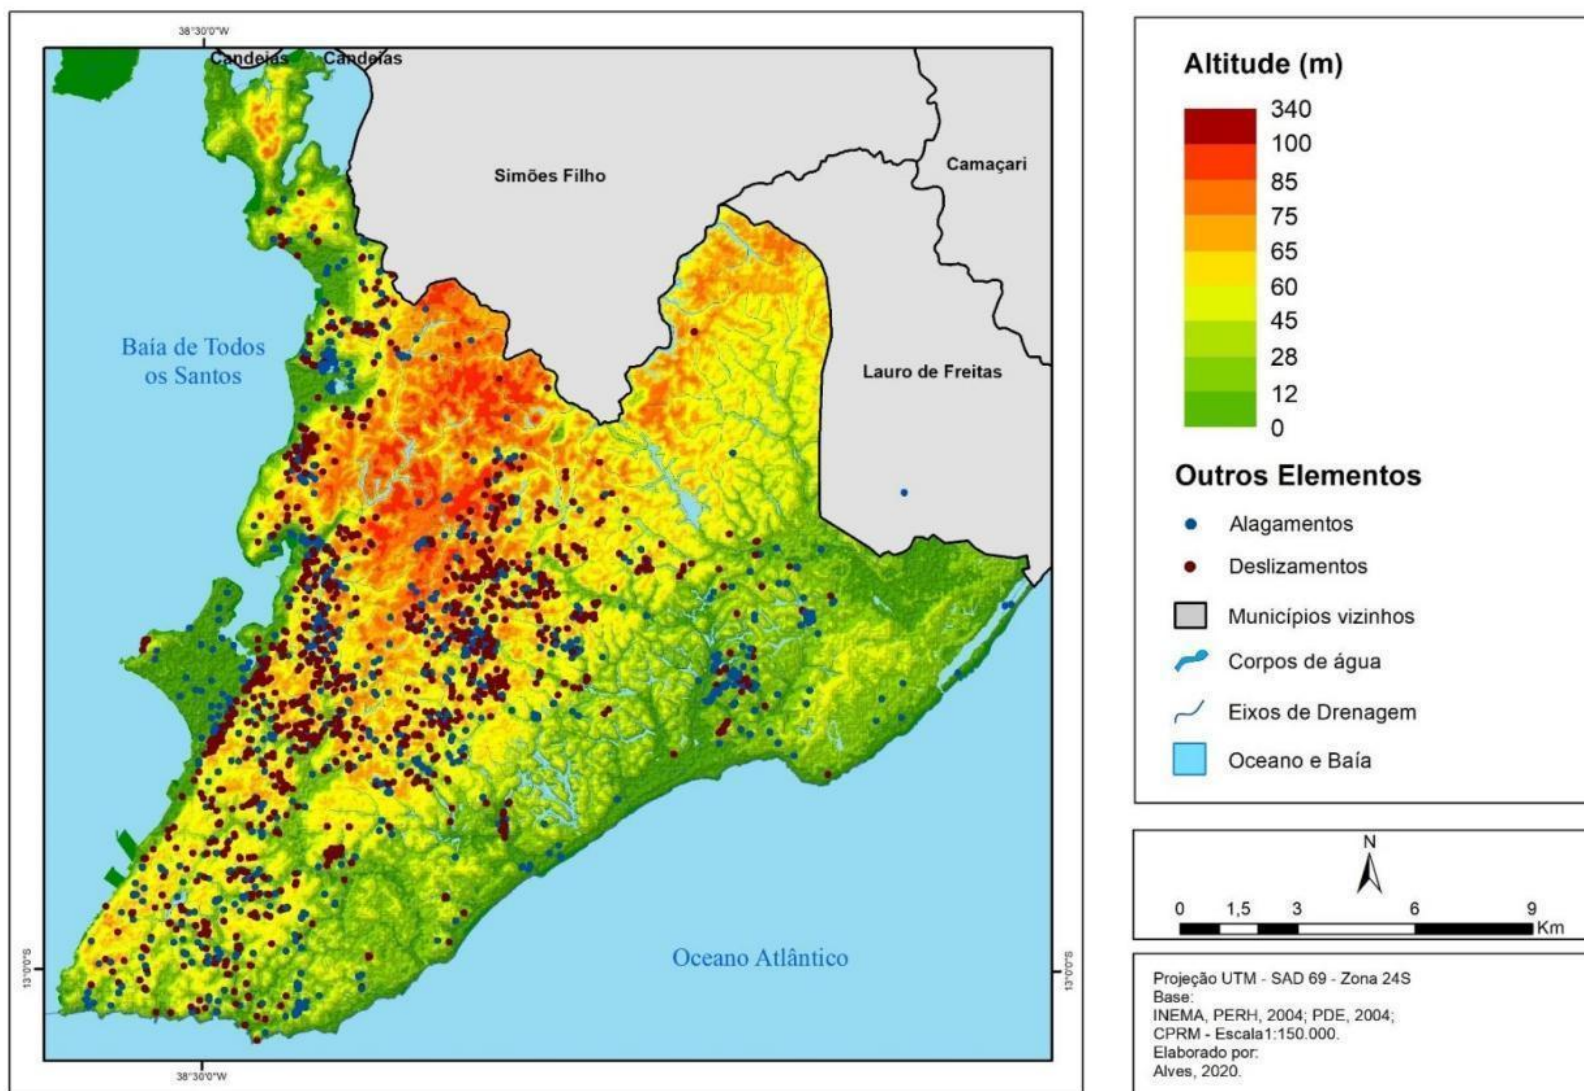 38°30'0"W
Candeias
Candeias
Simões Filho
Camaçari
Lauro de Freitas
Baía de Todos
os Santos
Oceano Atlântico
13°0'0"S
13°0'0"S
38°30'0"W
Altitude (m)
340
100
85
75
65
60
45
28
12
0
Outros Elementos
Alagamentos
Deslizamentos
Municípios vizinhos
Corpos de água
Eixos de Drenagem
Oceano e Baía
N
0 1,5 3 6 9
Km
Projeção UTM - SAD 69 - Zona 24S
Base:
INEMA, PERH, 2004; PDE, 2004;
CPRM - Escala1:150.000.
Elaborado por:
Alves, 2020.